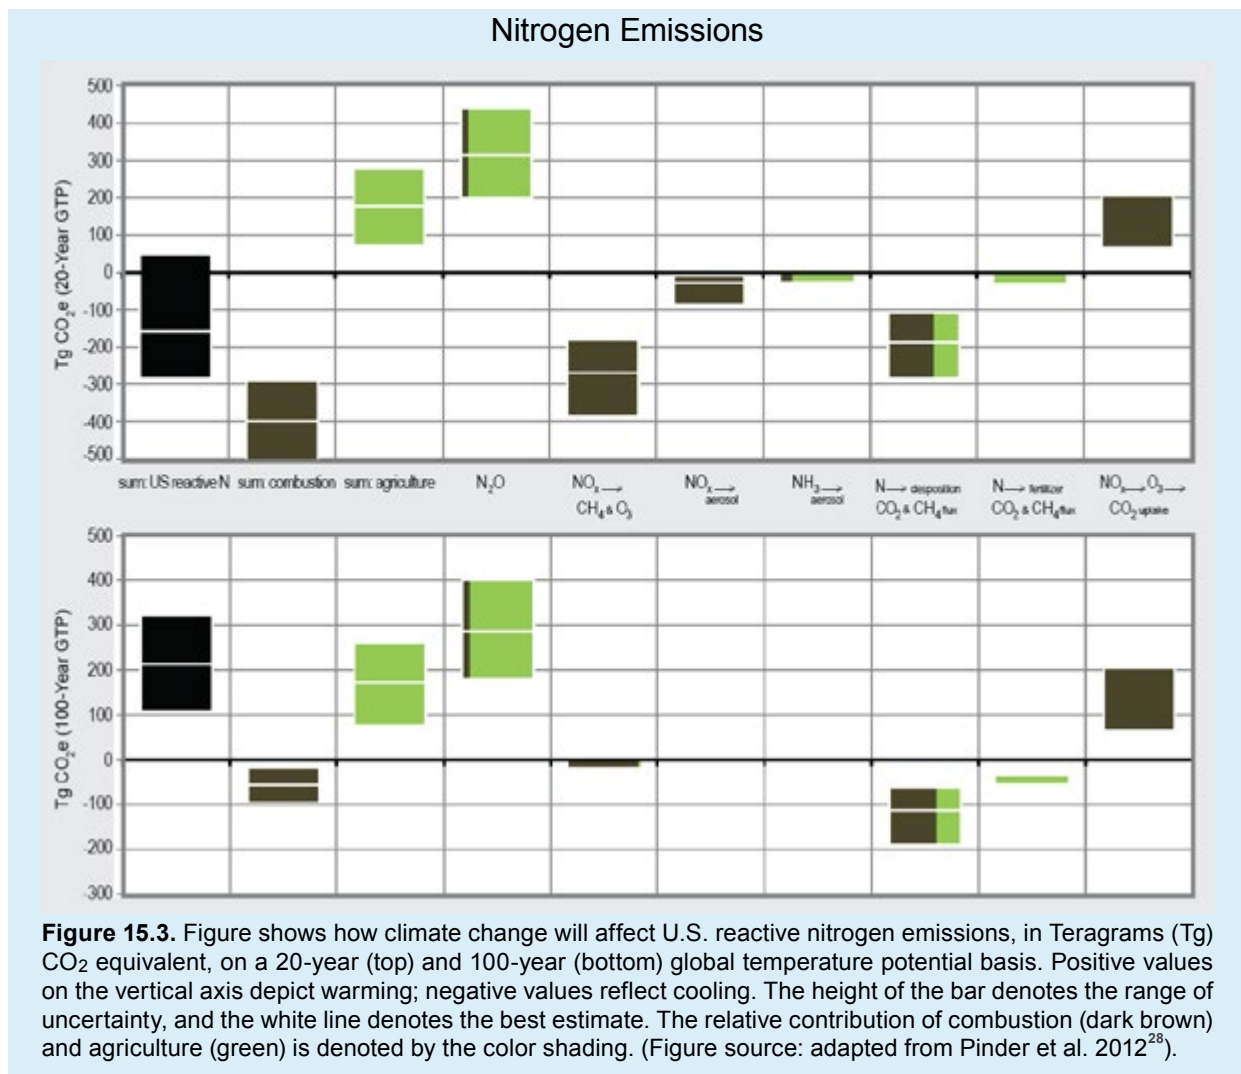 Nitrogen Emissions
Tg CO₂e (20-Year GTP)
500
400
300
200
100
0
-100
-200
-300
-400
-500
sum: US reactive N sum: combustion sum: agriculture N₂O NOₓ⟶ NOₓ⟶ NH₃⟶ N⟶ desposition N⟶ fertilizer NOₓ⟶O₃⟶
CH₄ & O₃ aerosol aerosol CO₂ & CH₄ flux CO₂ & CH₄ flux CO₂ uptake
Tg CO₂e (100-Year GTP)
500
400
300
200
100
0
-100
-200
-300
Figure 15.3. Figure shows how climate change will affect U.S. reactive nitrogen emissions, in Teragrams (Tg)
CO₂ equivalent, on a 20-year (top) and 100-year (bottom) global temperature potential basis. Positive values
on the vertical axis depict warming; negative values reflect cooling. The height of the bar denotes the range of
uncertainty, and the white line denotes the best estimate. The relative contribution of combustion (dark brown)
and agriculture (green) is denoted by the color shading. (Figure source: adapted from Pinder et al. 2012²⁸).